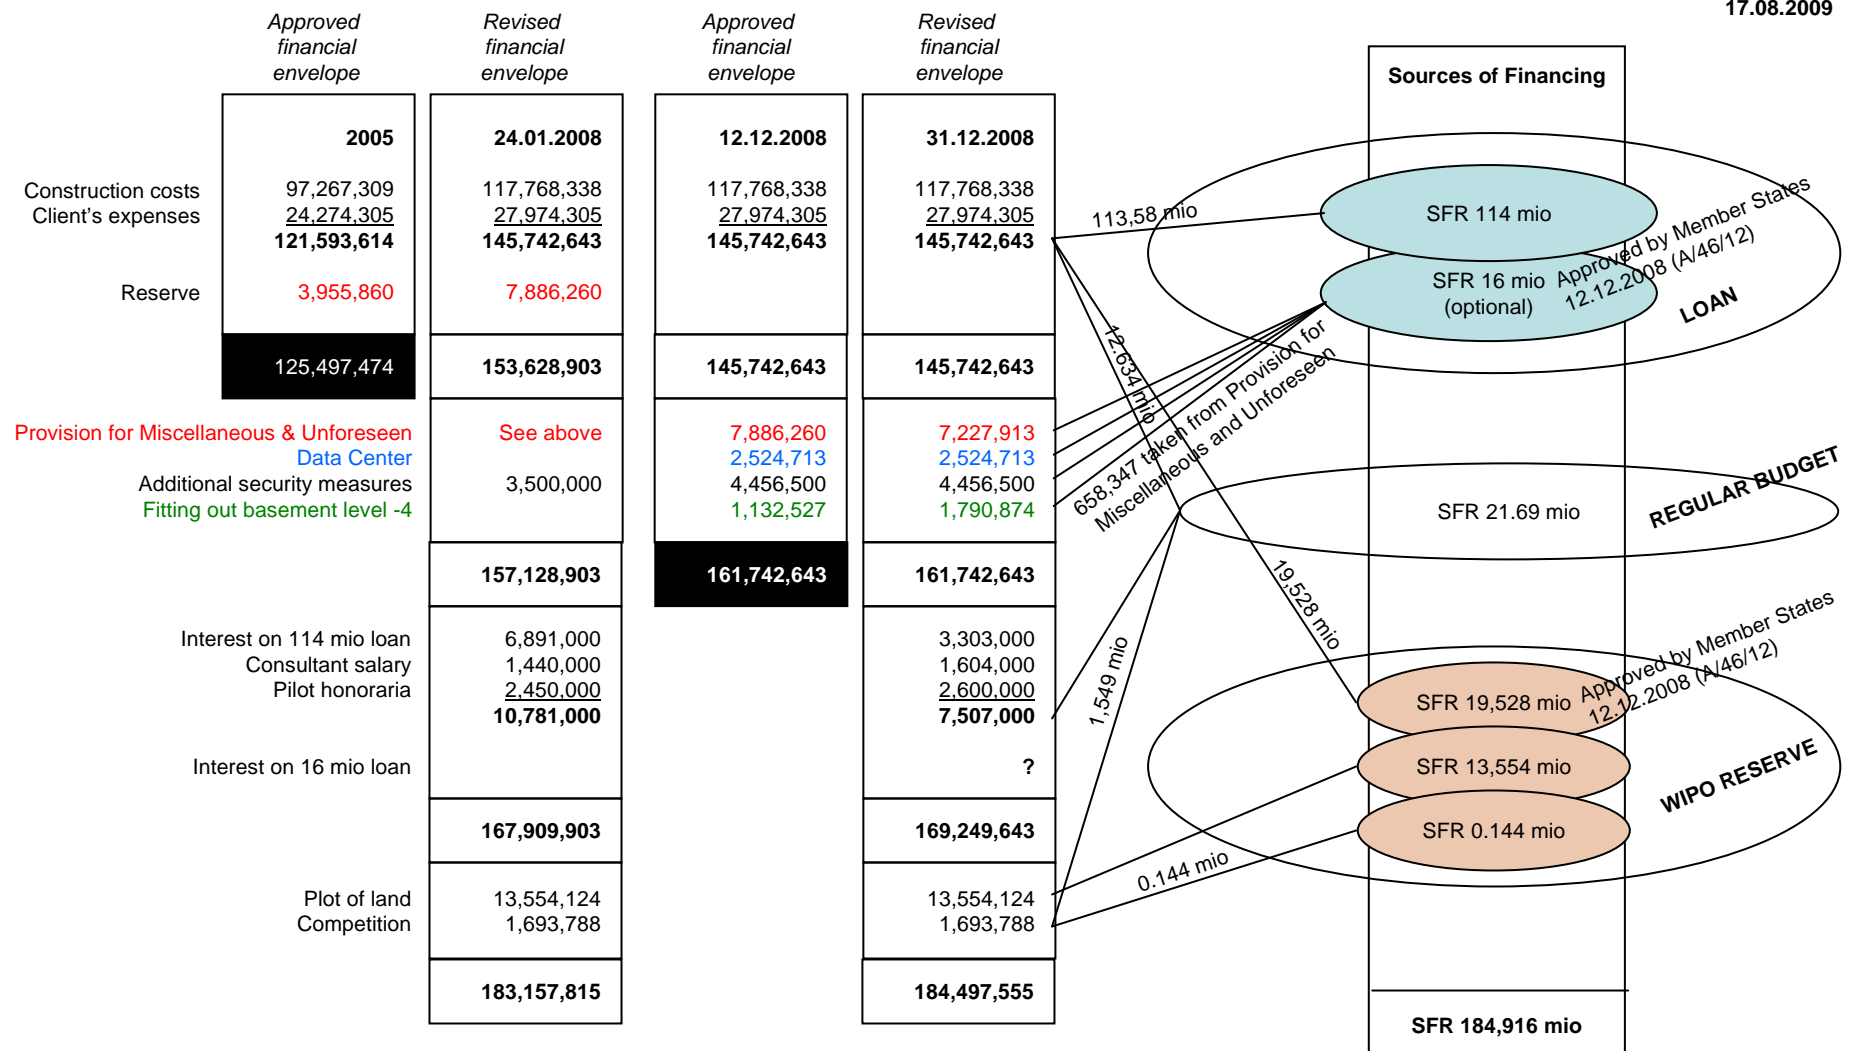 17.08.2009
Approved financial envelope
Revised financial envelope
Approved financial envelope
Revised financial envelope
Sources of Financing
2005 24.01.2008 12.12.2008 31.12.2008
Construction costs 97,267,309 117,768,338 117,768,338 117,768,338
Client's expenses 24,274,305 27,974,305 27,974,305 27,974,305
121,593,614 145,742,643 145,742,643 145,742,643
Reserve 3,955,860 7,886,260
125,497,474 153,628,903 145,742,643 145,742,643
Provision for Miscellaneous & Unforeseen See above 7,886,260 7,227,913
Data Center 2,524,713 2,524,713
Additional security measures 3,500,000 4,456,500 4,456,500
Fitting out basement level -4 1,132,527 1,790,874
157,128,903 161,742,643 161,742,643
Interest on 114 mio loan 6,891,000 3,303,000
Consultant salary 1,440,000 1,604,000
Pilot honoraria 2,450,000 2,600,000
10,781,000 7,507,000
Interest on 16 mio loan ?
167,909,903 169,249,643
Plot of land 13,554,124 13,554,124
Competition 1,693,788 1,693,788
183,157,815 184,497,555
113,58 mio
12.634 mio
658,347 taken from Provision for
Miscellaneous and Unforeseen
19,528 mio
1,549 mio
0.144 mio
SFR 114 mio
SFR 16 mio
(optional)
Approved by Member States
12.12.2008 (A/46/12)
LOAN
SFR 21.69 mio
REGULAR BUDGET
SFR 19,528 mio
Approved by Member States
12.12.2008 (A/46/12)
SFR 13,554 mio
WIPO RESERVE
SFR 0.144 mio
SFR 184,916 mio